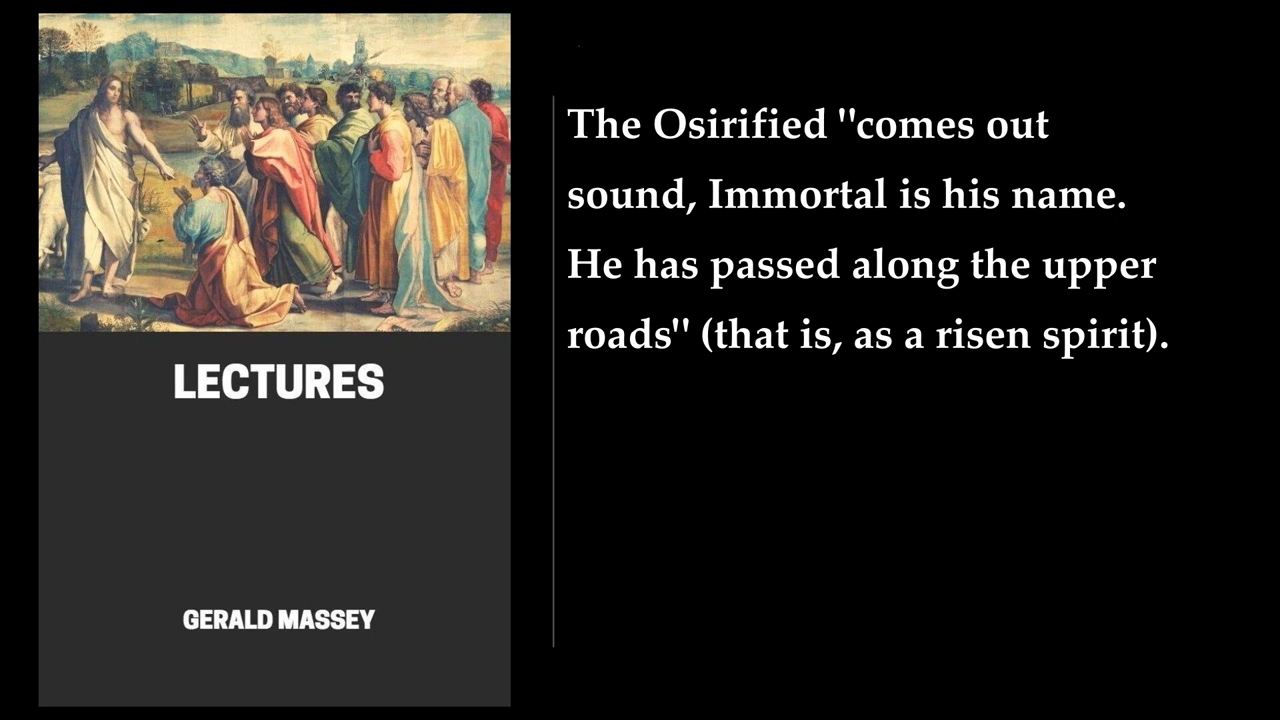 LECTURES
GERALD MASSEY
The Osirified "comes out
sound, Immortal is his name.
He has passed along the upper
roads" (that is, as a risen spirit).